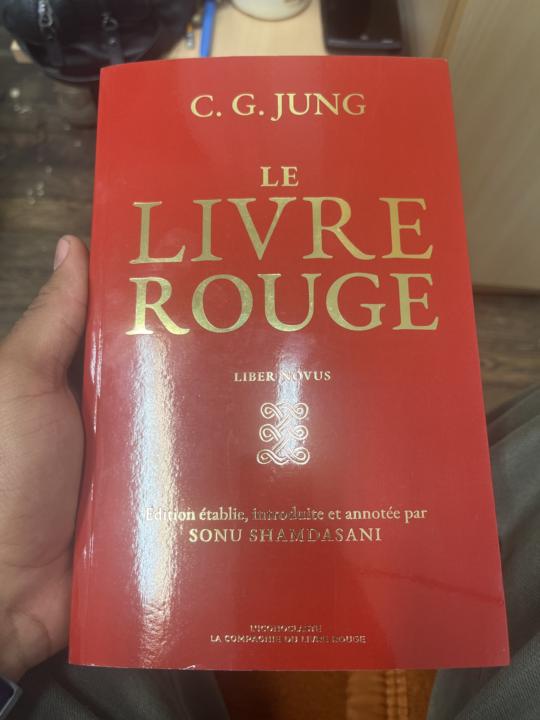 C. G. JUNG
LE
LIVRE
ROUGE
LIBER NOVUS
Édition établie, introduite et annotée par
SONU SHAMDASANI
L'ICONOCLASTE
LA COMPAGNIE DU LIVRE ROUGE